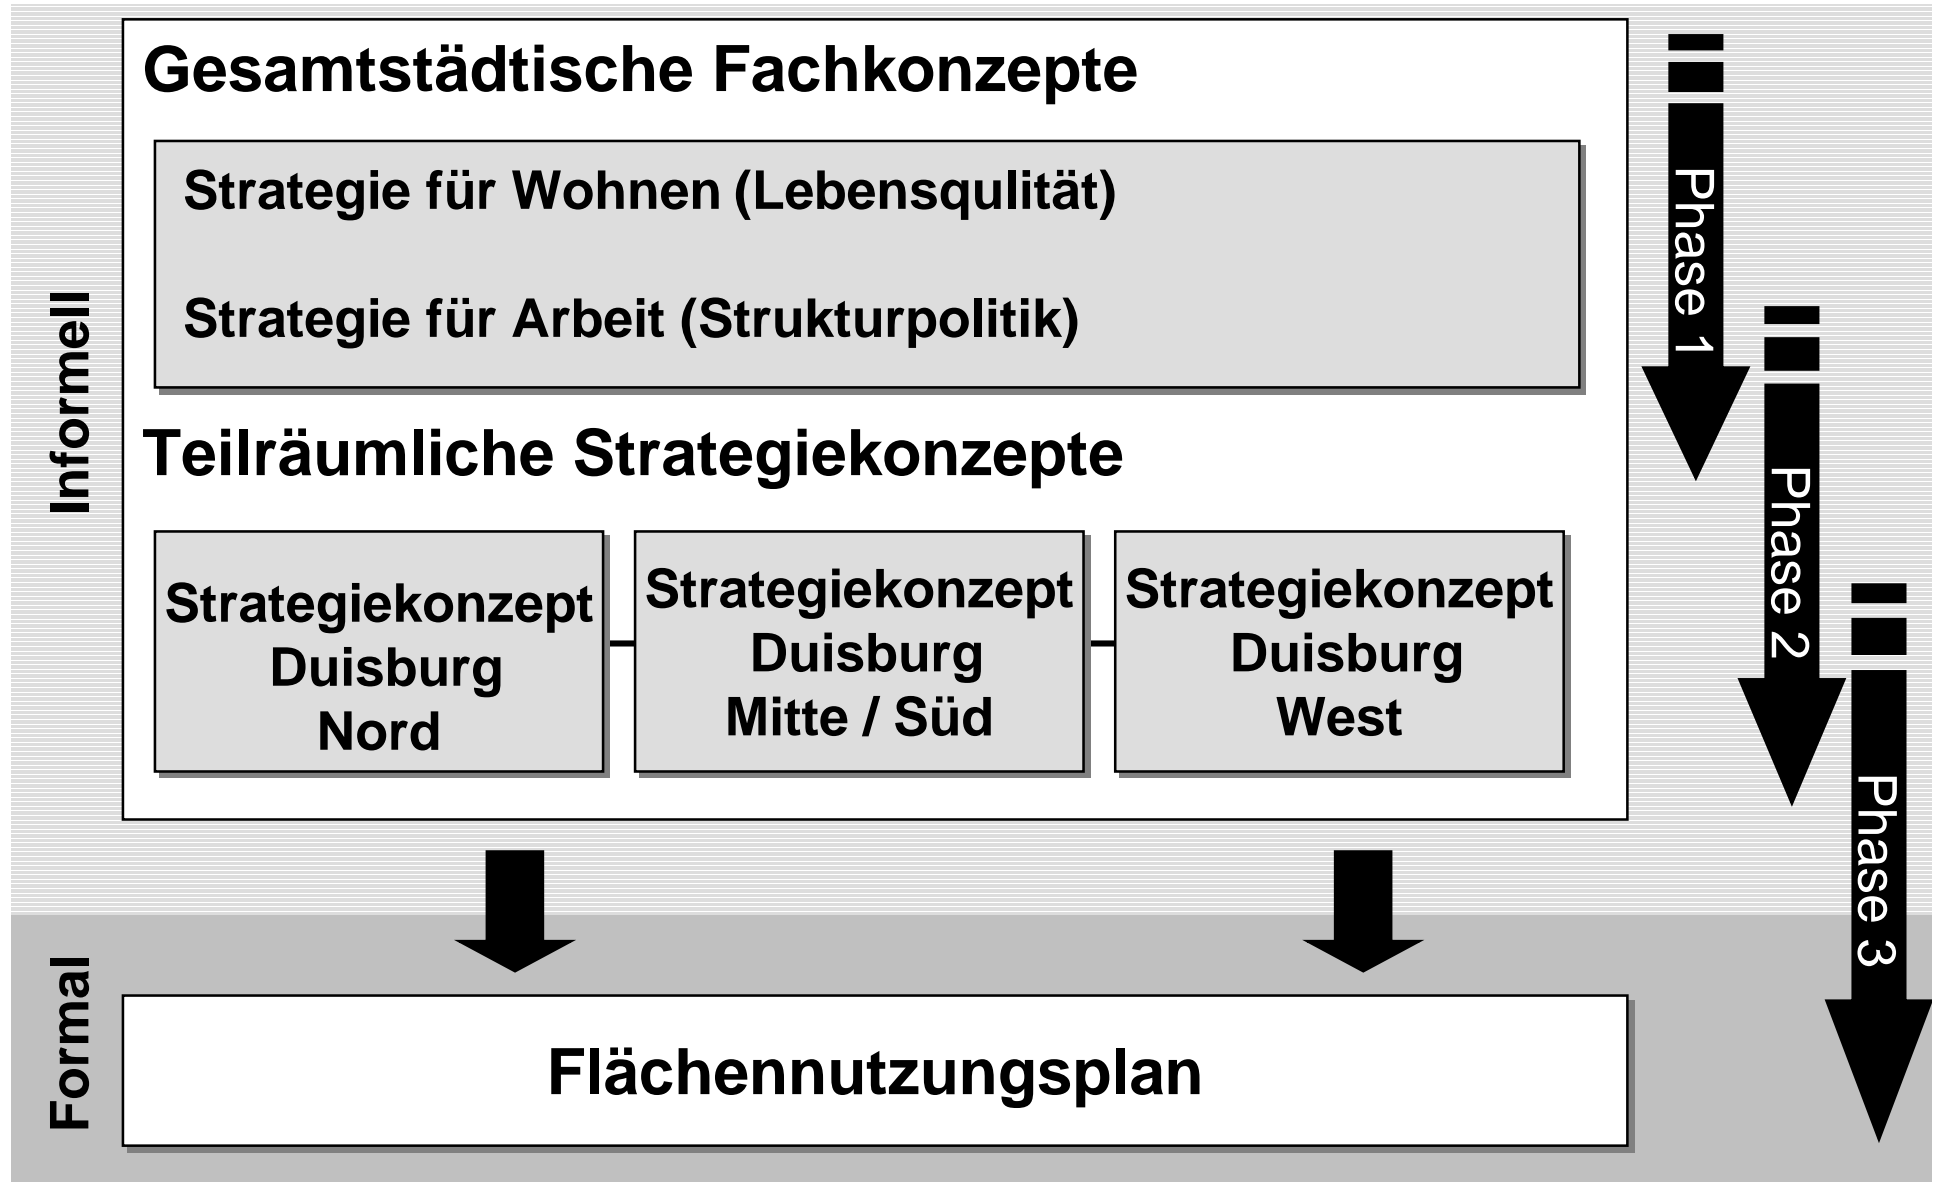 Gesamtstädtische Fachkonzepte
Strategie für Wohnen (Lebensqulität)
Strategie für Arbeit (Strukturpolitik)
Teilräumliche Strategiekonzepte
Strategiekonzept
Duisburg
Nord
Strategiekonzept
Duisburg
Mitte / Süd
Strategiekonzept
Duisburg
West
Informell
Phase 1
Phase 2
Phase 3
Formal
Flächennutzungsplan